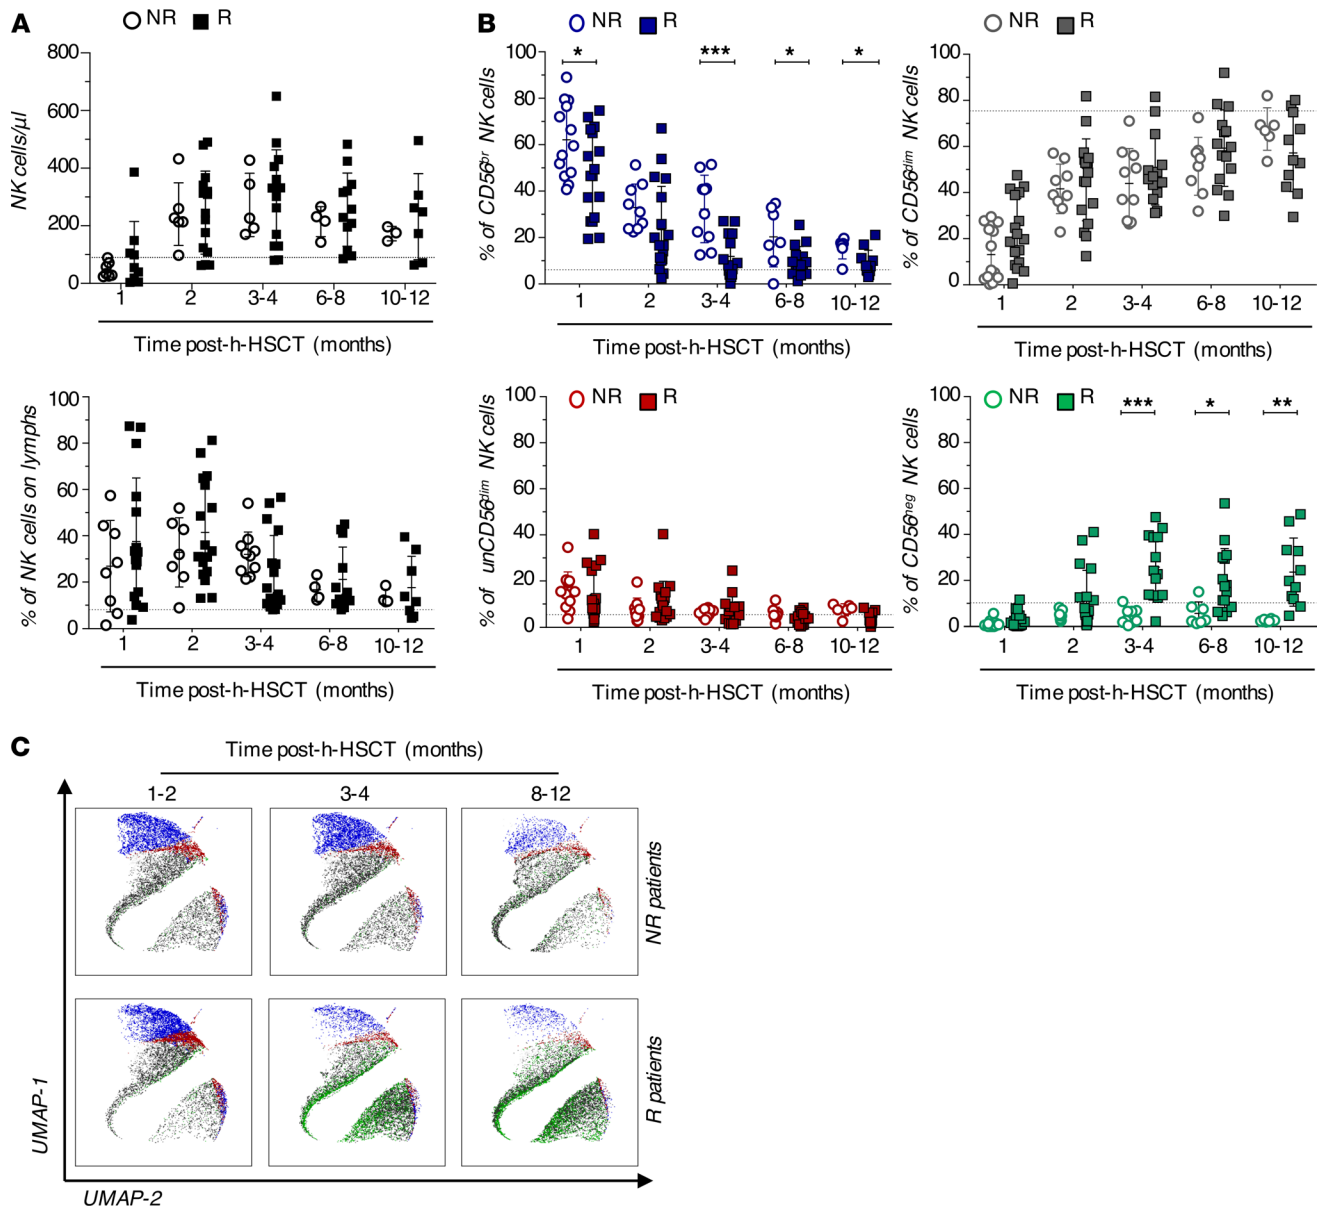 A
NR R
NK cells/µl
800
600
400
200
0
1 2 3-4 6-8 10-12
Time post-h-HSCT (months)
% of NK cells on lymphs
100
80
60
40
20
0
1 2 3-4 6-8 10-12
Time post-h-HSCT (months)
B
NR R
% of CD56br NK cells
100
80
60
40
20
0
* *** * *
1 2 3-4 6-8 10-12
Time post-h-HSCT (months)
NR R
% of CD56dim NK cells
100
80
60
40
20
0
1 2 3-4 6-8 10-12
Time post-h-HSCT (months)
NR R
% of unCD56dim NK cells
100
80
60
40
20
0
1 2 3-4 6-8 10-12
Time post-h-HSCT (months)
NR R
% of CD56neg NK cells
100
80
60
40
20
0
*** * **
1 2 3-4 6-8 10-12
Time post-h-HSCT (months)
C
Time post-h-HSCT (months)
1-2 3-4 8-12
NR patients
R patients
UMAP-1
UMAP-2